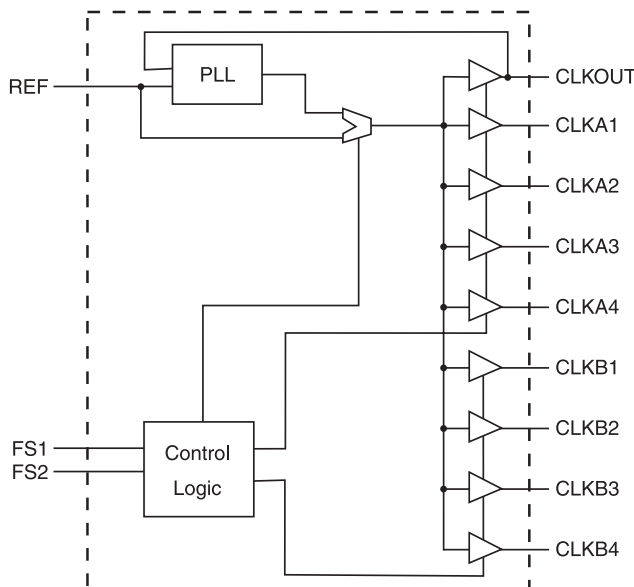 PLL
REF
CLKOUT
CLKA1
CLKA2
CLKA3
CLKA4
CLKB1
CLKB2
CLKB3
CLKB4
FS1
FS2
Control
Logic